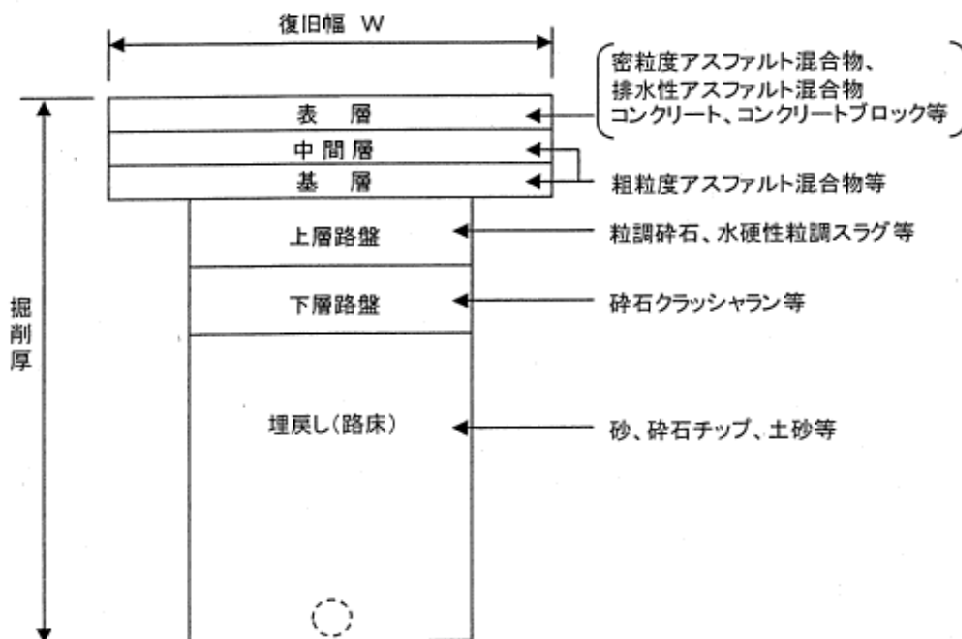 復旧幅 W
密粒度アスファルト混合物、
排水性アスファルト混合物
コンクリート、コンクリートブロック等
表 層
中間層
基 層
粗粒度アスファルト混合物等
上層路盤
粒調砕石、水硬性粒調スラグ等
下層路盤
砕石クラッシャラン等
掘削厚
埋戻し(路床)
砂、砕石チップ、土砂等